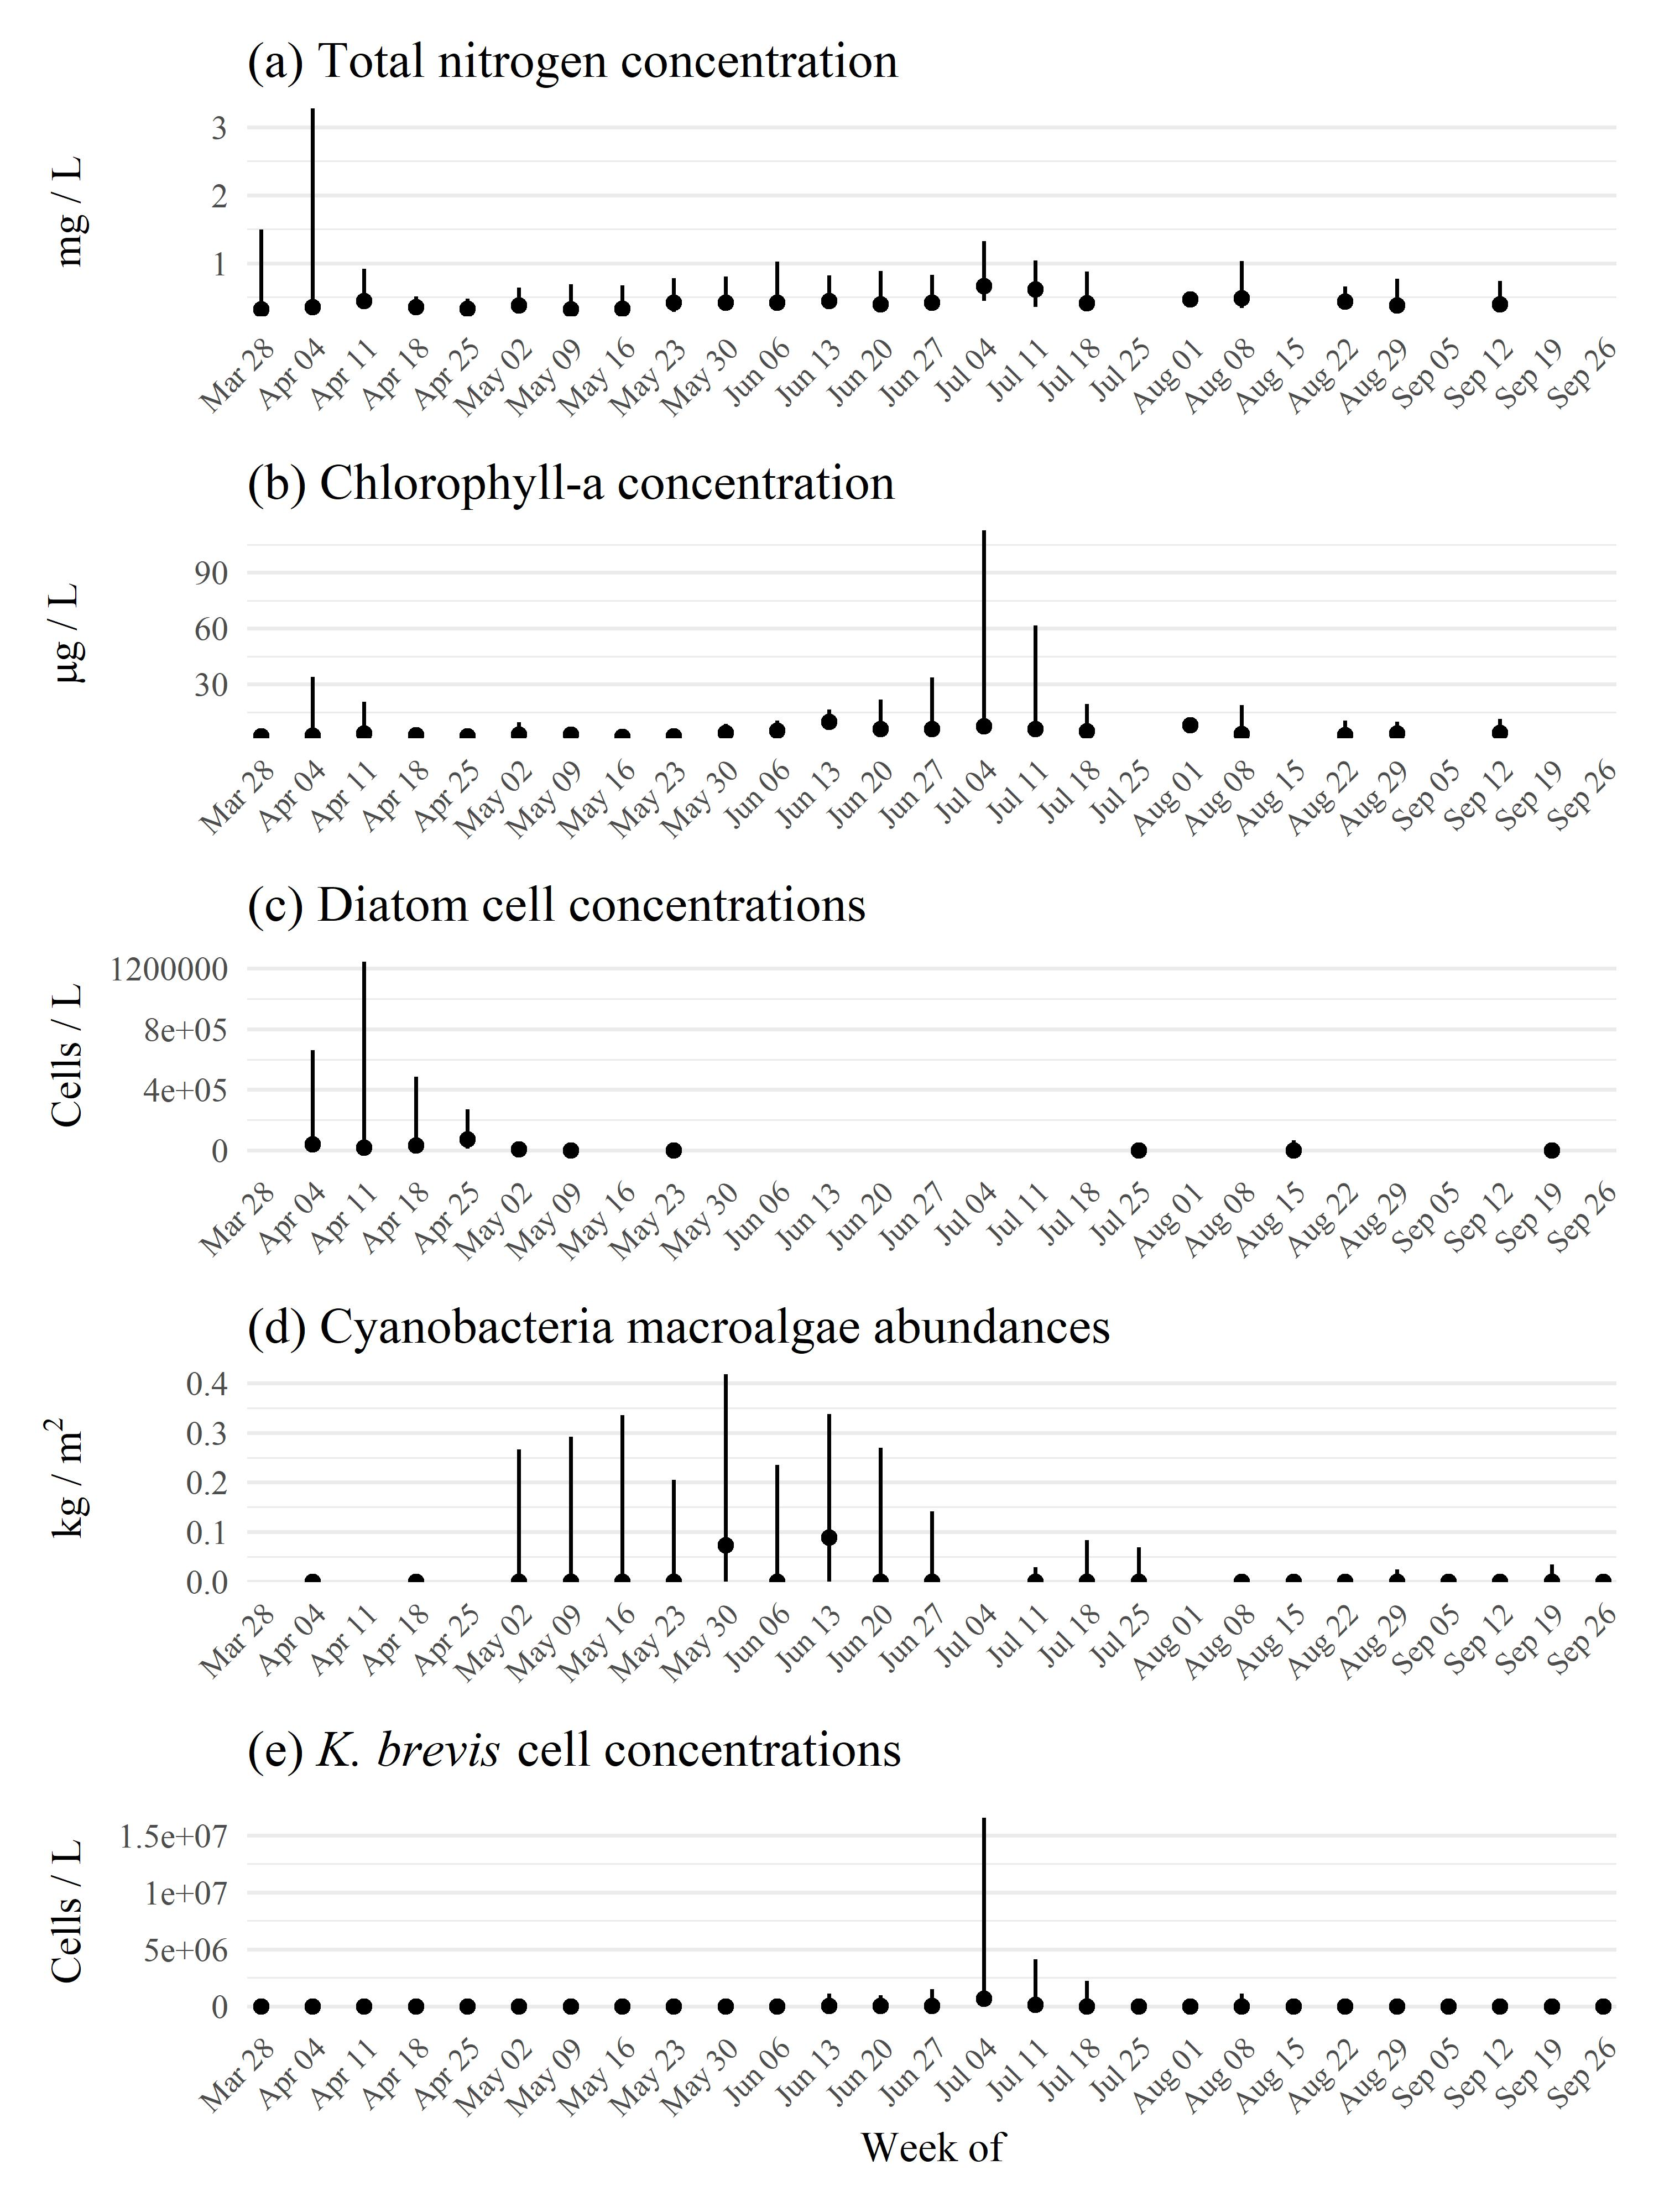 (a) Total nitrogen concentration
mg / L
3
2
1
Mar 28 Apr 04 Apr 11 Apr 18 Apr 25 May 02 May 09 May 16 May 23 May 30 Jun 06 Jun 13 Jun 20 Jun 27 Jul 04 Jul 11 Jul 18 Jul 25 Aug 01 Aug 08 Aug 15 Aug 22 Aug 29 Sep 05 Sep 12 Sep 19 Sep 26
(b) Chlorophyll-a concentration
μg / L
90
60
30
Mar 28 Apr 04 Apr 11 Apr 18 Apr 25 May 02 May 09 May 16 May 23 May 30 Jun 06 Jun 13 Jun 20 Jun 27 Jul 04 Jul 11 Jul 18 Jul 25 Aug 01 Aug 08 Aug 15 Aug 22 Aug 29 Sep 05 Sep 12 Sep 19 Sep 26
(c) Diatom cell concentrations
Cells / L
1200000
8e+05
4e+05
0
Mar 28 Apr 04 Apr 11 Apr 18 Apr 25 May 02 May 09 May 16 May 23 May 30 Jun 06 Jun 13 Jun 20 Jun 27 Jul 04 Jul 11 Jul 18 Jul 25 Aug 01 Aug 08 Aug 15 Aug 22 Aug 29 Sep 05 Sep 12 Sep 19 Sep 26
(d) Cyanobacteria macroalgae abundances
kg / m²
0.4
0.3
0.2
0.1
0.0
Mar 28 Apr 04 Apr 11 Apr 18 Apr 25 May 02 May 09 May 16 May 23 May 30 Jun 06 Jun 13 Jun 20 Jun 27 Jul 04 Jul 11 Jul 18 Jul 25 Aug 01 Aug 08 Aug 15 Aug 22 Aug 29 Sep 05 Sep 12 Sep 19 Sep 26
(e) K. brevis cell concentrations
Cells / L
1.5e+07
1e+07
5e+06
0
Mar 28 Apr 04 Apr 11 Apr 18 Apr 25 May 02 May 09 May 16 May 23 May 30 Jun 06 Jun 13 Jun 20 Jun 27 Jul 04 Jul 11 Jul 18 Jul 25 Aug 01 Aug 08 Aug 15 Aug 22 Aug 29 Sep 05 Sep 12 Sep 19 Sep 26
Week of